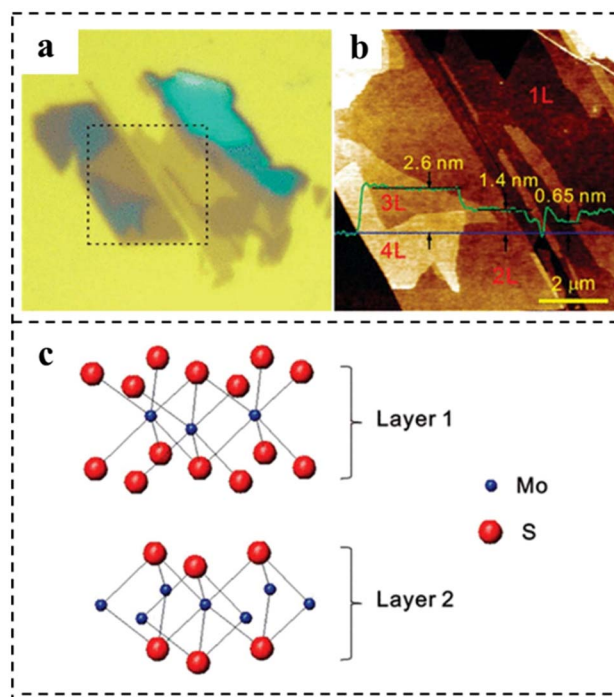 a
b
1L
2.6 nm
1.4 nm
0.65 nm
3L
4L
2L
2 μm
c
Layer 1
Mo
S
Layer 2